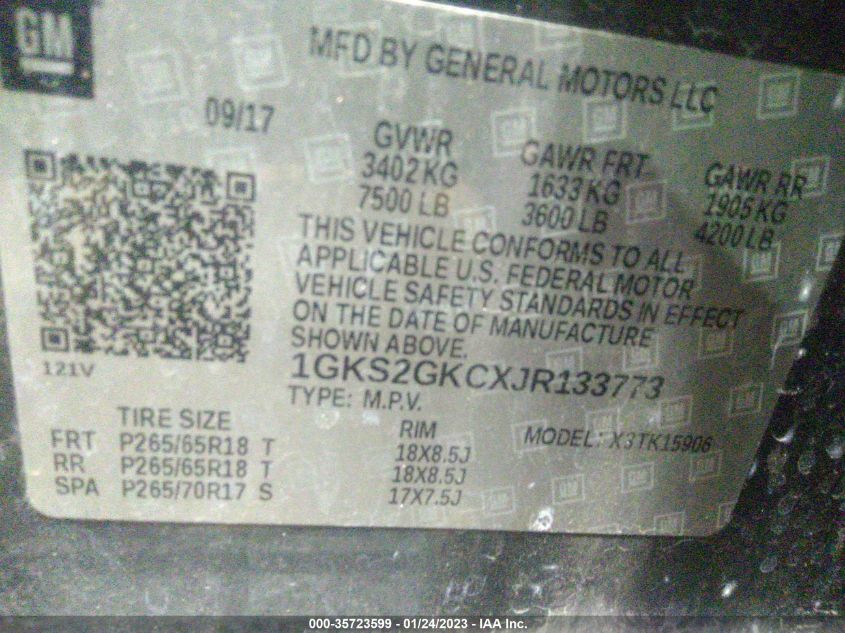 GM
MFD BY GENERAL MOTORS LLC
09/17
GVWR GAWR FRT GAWR RR
3402 KG 1633 KG 1905 KG
7500 LB 3600 LB 4200 LB
THIS VEHICLE CONFORMS TO ALL
APPLICABLE U.S. FEDERAL MOTOR
VEHICLE SAFETY STANDARDS IN EFFECT
ON THE DATE OF MANUFACTURE
SHOWN ABOVE.
121V
1GKS2GKCXJR133773
TYPE: M.P.V.
TIRE SIZE RIM MODEL: X3TK15906
FRT P265/65R18 T 18X8.5J
RR P265/65R18 T 18X8.5J
SPA P265/70R17 S 17X7.5J
000-35723599 — 01/24/2023 - IAA Inc.